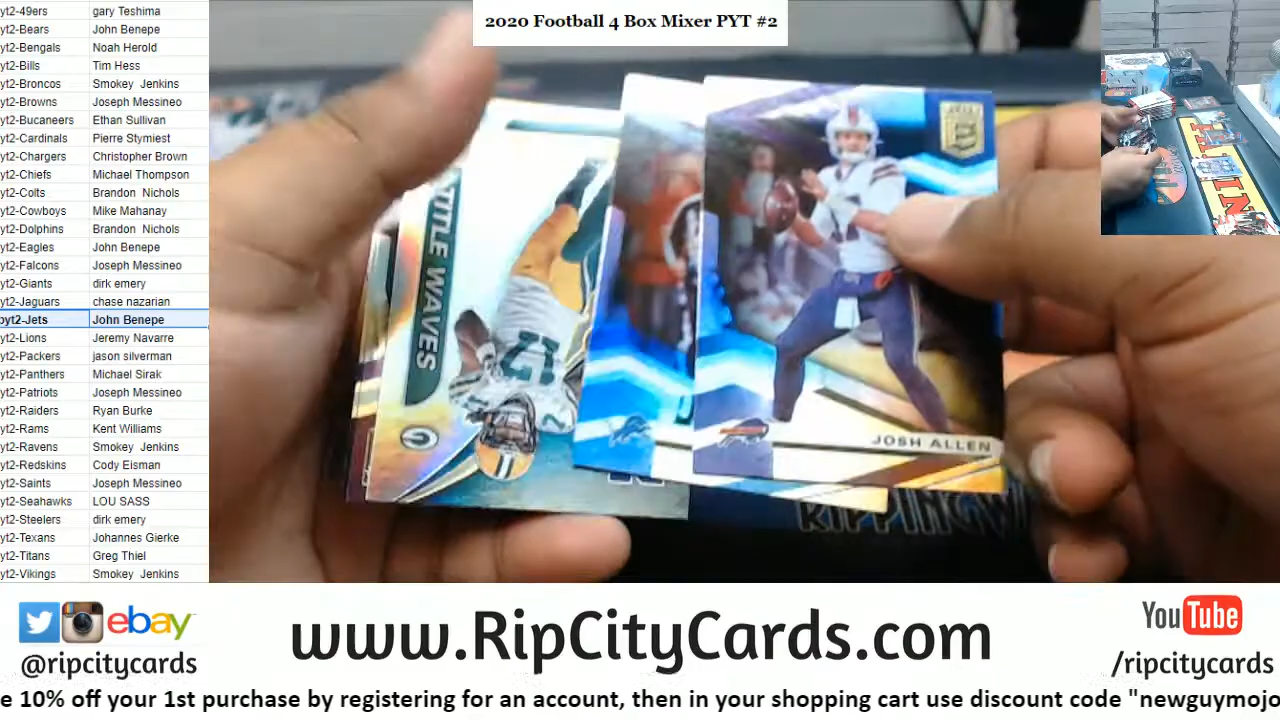 2020 Football 4 Box Mixer PYT #2
yt2-49ers gary Teshima
yt2-Bears John Benepe
yt2-Bengals Noah Herold
yt2-Bills Tim Hess
yt2-Broncos Smokey Jenkins
yt2-Browns Joseph Messineo
yt2-Bucaneers Ethan Sullivan
yt2-Cardinals Pierre Stymiest
yt2-Chargers Christopher Brown
yt2-Chiefs Michael Thompson
yt2-Colts Brandon Nichols
yt2-Cowboys Mike Mahanay
yt2-Dolphins Brandon Nichols
yt2-Eagles John Benepe
yt2-Falcons Joseph Messineo
yt2-Giants dirk emery
yt2-Jaguars chase nazarian
pyt2-Jets John Benepe
yt2-Lions Jeremy Navarre
yt2-Packers jason silverman
yt2-Panthers Michael Sirak
yt2-Patriots Joseph Messineo
yt2-Raiders Ryan Burke
yt2-Rams Kent Williams
yt2-Ravens Smokey Jenkins
yt2-Redskins Cody Eisman
yt2-Saints Joseph Messineo
yt2-Seahawks LOU SASS
yt2-Steelers dirk emery
yt2-Texans Johannes Gierke
yt2-Titans Greg Thiel
yt2-Vikings Smokey Jenkins
TITLE WAVES
17
JOSH ALLEN
RIPPING
ebay
@ripcitycards
www.RipCityCards.com
YouTube
/ripcitycards
e 10% off your 1st purchase by registering for an account, then in your shopping cart use discount code "newguymojo